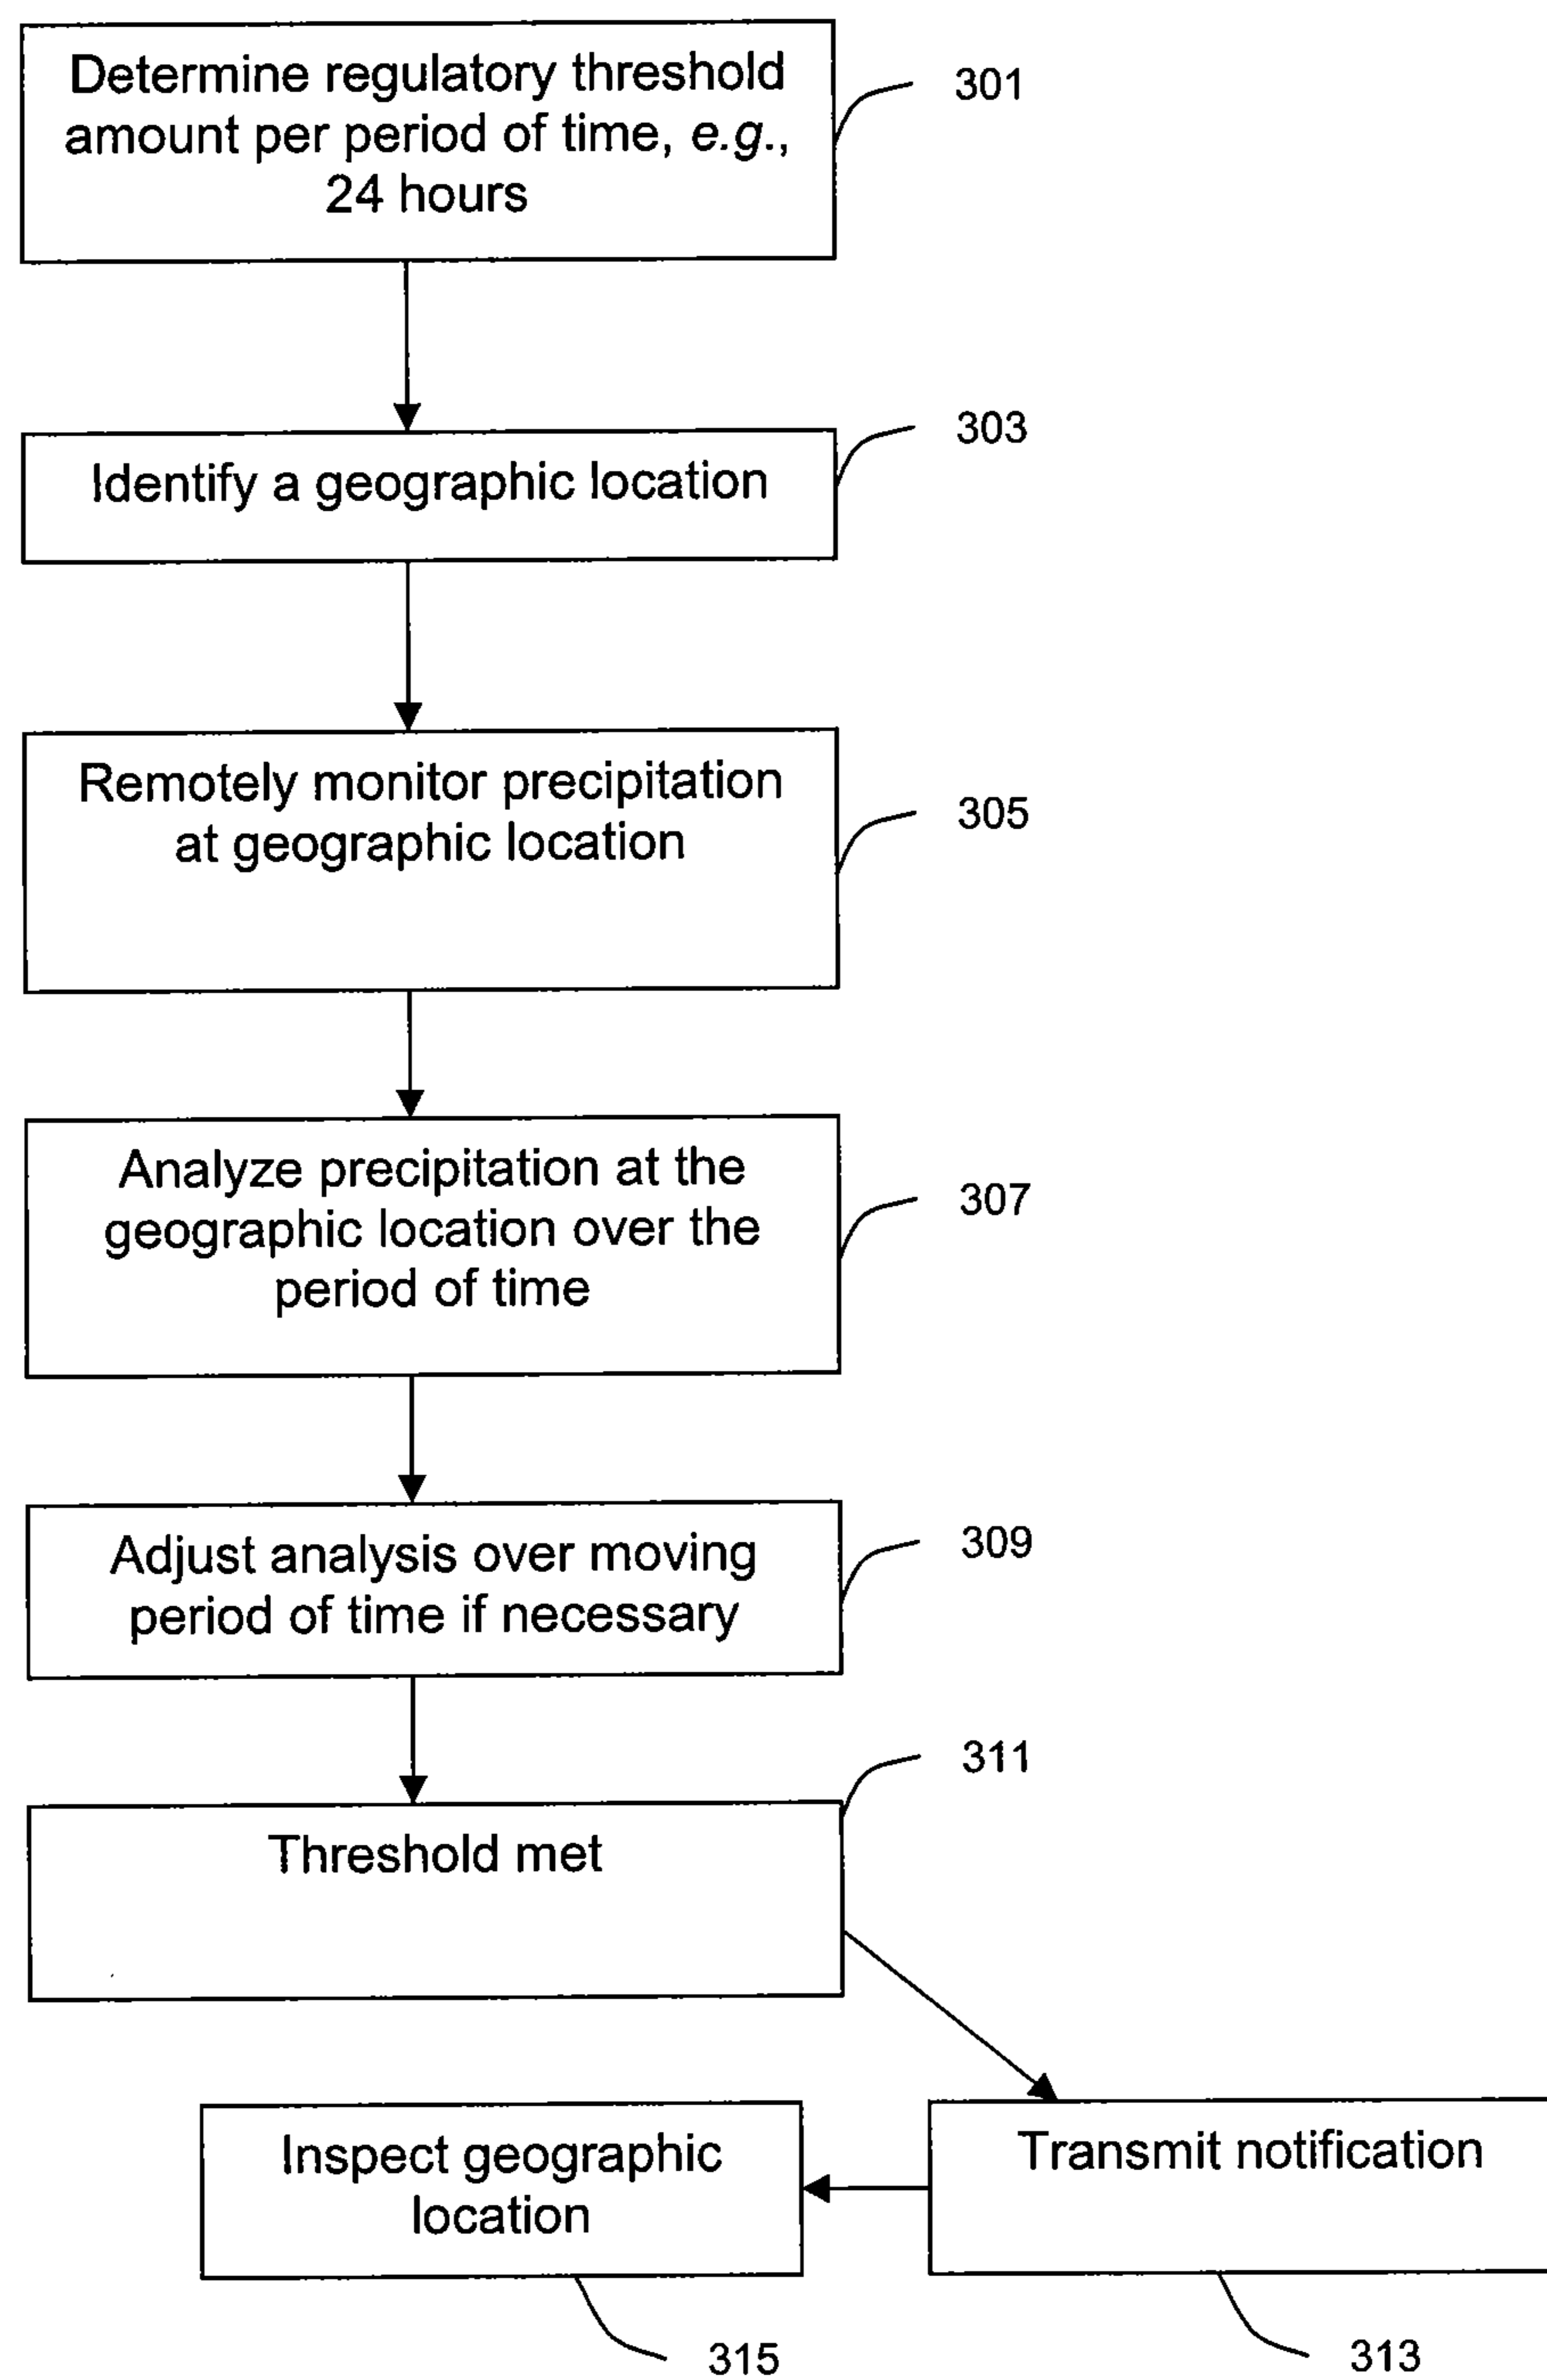 Determine regulatory threshold
amount per period of time, e.g.,
24 hours
301
Identify a geographic location
303
Remotely monitor precipitation
at geographic location
305
Analyze precipitation at the
geographic location over the
period of time
307
Adjust analysis over moving
period of time if necessary
309
Threshold met
311
Transmit notification
313
Inspect geographic
location
315